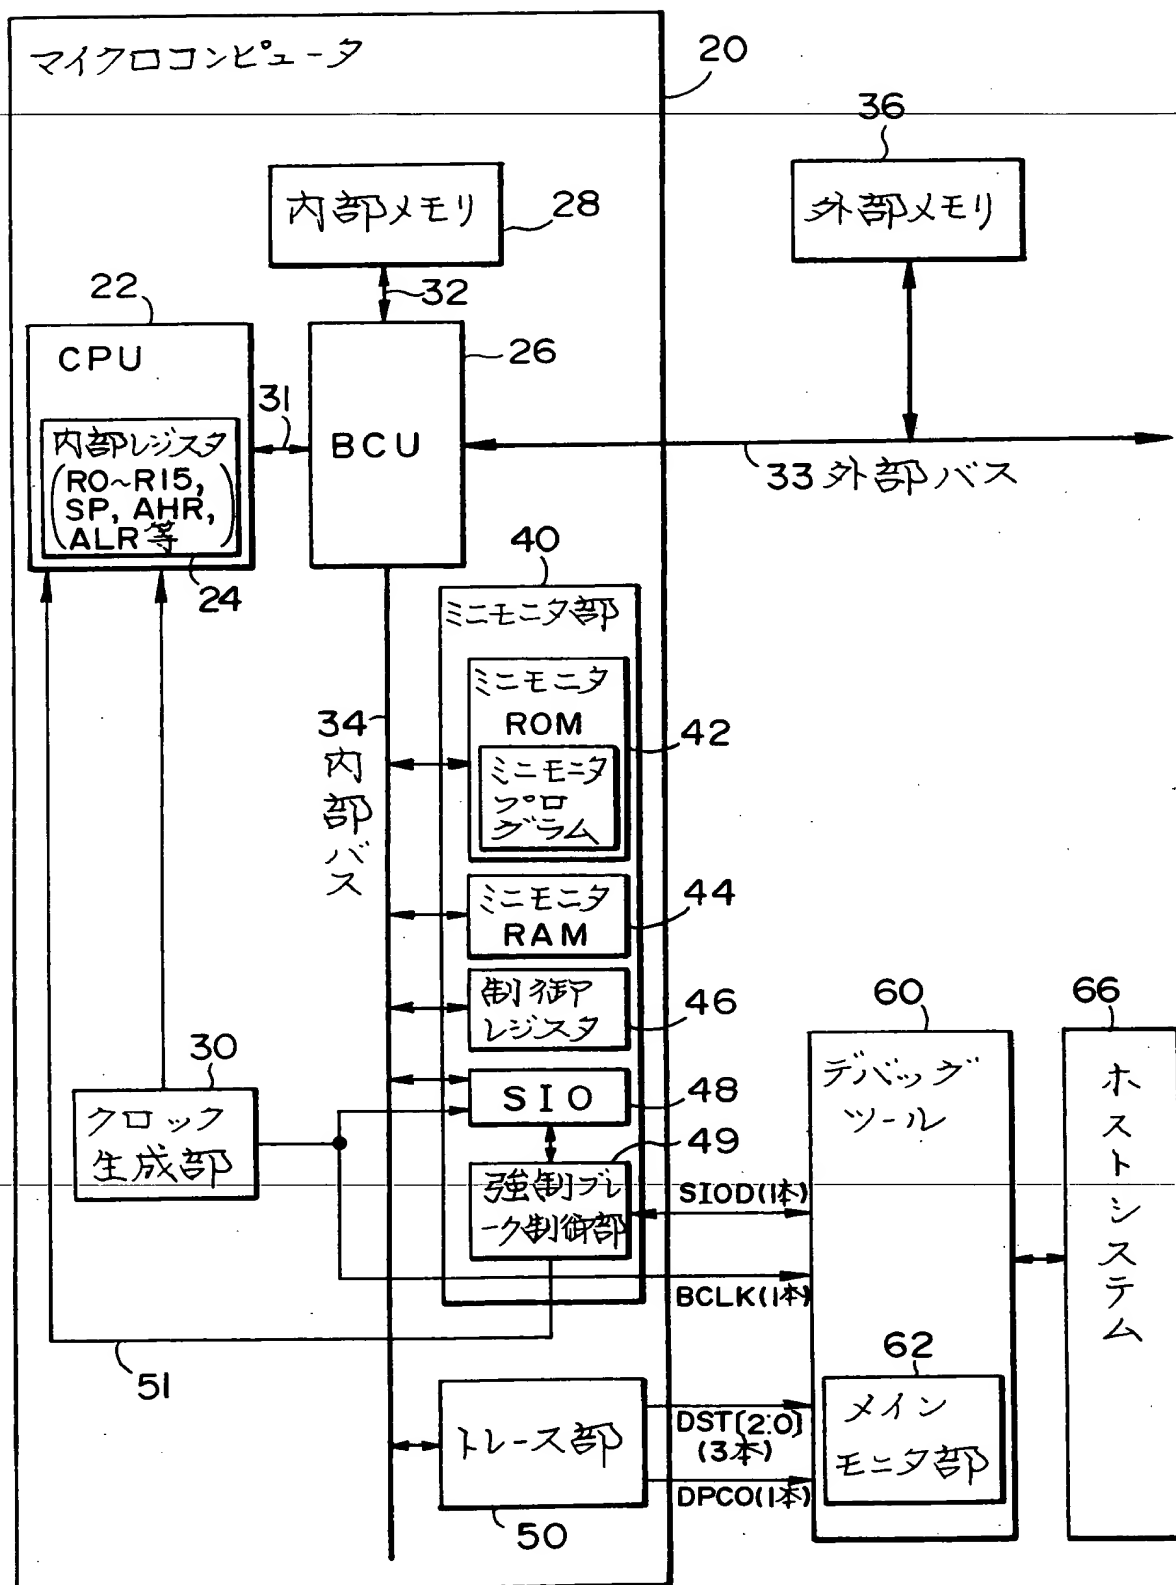 マイクロコンピュータ
20
36
内部メモリ
28
外部メモリ
32
22
CPU
26
31
BCU
内部レジスタ
(R0~R15,
SP, AHR,
ALR等)
24
33 外部バス
40
ミニモニタ部
ミニモニタ
ROM
42
ミニモニタ
プロ
グラム
34
内部バス
ミニモニタ
RAM
44
制御
レジスタ
46
60
66
デバッグ
ツール
ホストシステム
30
クロック
生成部
SIO
48
49
強制ブレ
ーク制御部
SIOD(1本)
BCLK(1本)
51
62
メイン
モニタ部
トレース部
DST[2:0]
(3本)
DPCO(1本)
50